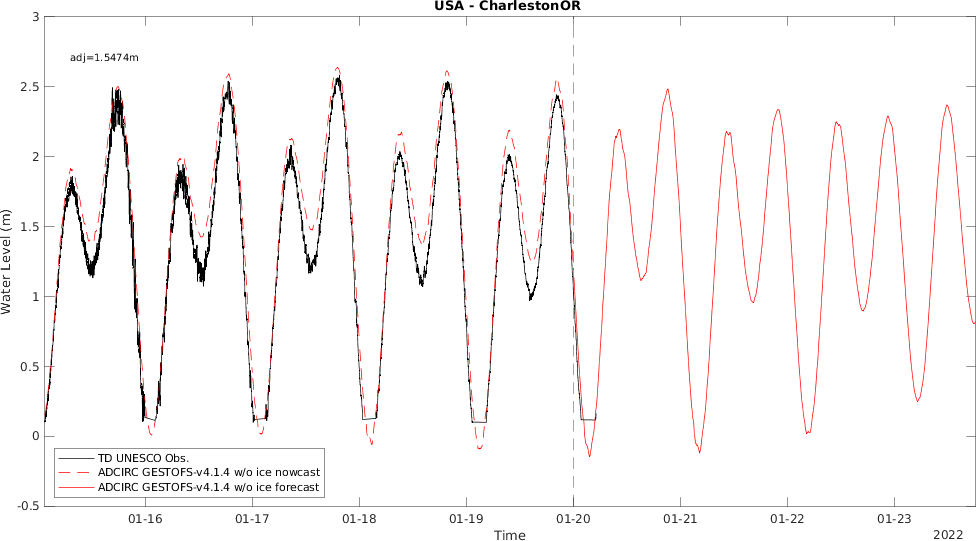 USA - CharlestonOR
adj=1.5474m
3
2.5
2
1.5
1
0.5
0
-0.5
Water Level (m)
TD UNESCO Obs.
ADCIRC GESTOFS-v4.1.4 w/o ice nowcast
ADCIRC GESTOFS-v4.1.4 w/o ice forecast
01-16 01-17 01-18 01-19 01-20 01-21 01-22 01-23
Time
2022